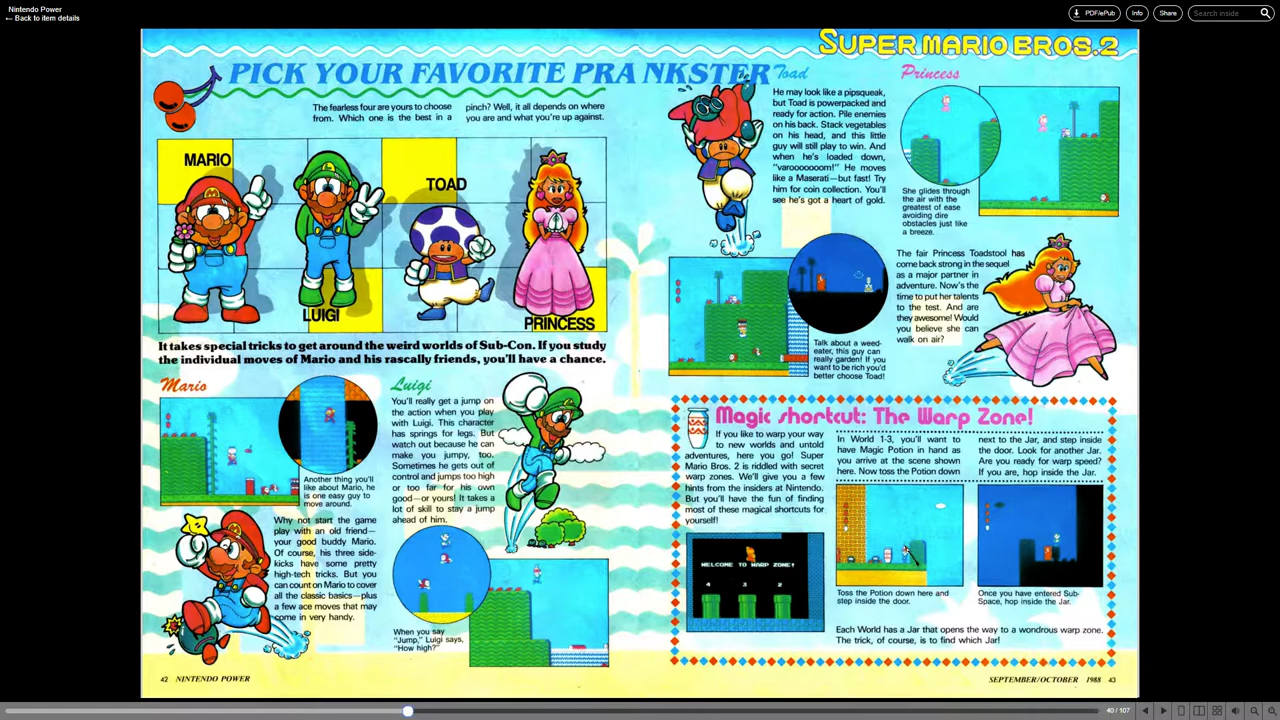 Nintendo Power
← Back to item details
PDF/ePub
Info
Share
Search inside
SUPER MARIO BROS.2
PICK YOUR FAVORITE PRA NKSTER
The fearless four are yours to choose
from. Which one is the best in a
pinch? Well, it all depends on where
you are and what you're up against.
MARIO
LUIGI
TOAD
PRINCESS
It takes special tricks to get around the weird worlds of Sub-Con. If you study
the individual moves of Mario and his rascally friends, you'll have a chance.
Mario
Another thing you'll
like about Mario, he
is one easy guy to
move around.
Why not start the game
play with an old friend—
your good buddy Mario.
Of course, his three side-
kicks have some pretty
high-tech tricks. But you
can count on Mario to cover
all the classic basics—plus
a few ace moves that may
come in very handy.
Luigi
You'll really get a jump on
the action when you play
with Luigi. This character
has springs for legs. But
watch out because he can
make you jumpy, too.
Sometimes he gets out of
control and jumps too high
or too far for his own
good—or yours! It takes a
lot of skill to stay a jump
ahead of him.
When you say
"Jump," Luigi says,
"How high?"
42 NINTENDO POWER
Toad
He may look like a pipsqueak,
but Toad is powerpacked and
ready for action. Pile enemies
on his back. Stack vegetables
on his head, and this little
guy will still play to win. And
when he's loaded down,
"varooooooom!" He moves
like a Maserati—but fast! Try
him for coin collection. You'll
see he's got a heart of gold.
Talk about a weed-
eater, this guy can
really garden! If you
want to be rich you'd
better choose Toad!
Princess
She glides through
the air with the
greatest of ease
avoiding dire
obstacles just like
a breeze.
The fair Princess Toadstool has
come back strong in the sequel
as a major partner in
adventure. Now's the
time to put her talents
to the test. And are
they awesome! Would
you believe she can
walk on air?
Magic shortcut: The Warp Zone!
If you like to warp your way
to new worlds and untold
adventures, here you go! Super
Mario Bros. 2 is riddled with secret
warp zones. We'll give you a few
hints from the insiders at Nintendo.
But you'll have the fun of finding
most of these magical shortcuts for
yourself!
WELCOME TO WARP ZONE!
4 3 2
In World 1-3, you'll want to
have Magic Potion in hand as
you arrive at the scene shown
here. Now toss the Potion down
next to the Jar, and step inside
the door. Look for another Jar.
Are you ready for warp speed?
If you are, hop inside the Jar.
Toss the Potion down here and
step inside the door.
Once you have entered Sub-
Space, hop inside the Jar.
Each World has a Jar that opens the way to a wondrous warp zone.
The trick, of course, is to find which Jar!
SEPTEMBER/OCTOBER 1988 43
40 / 107